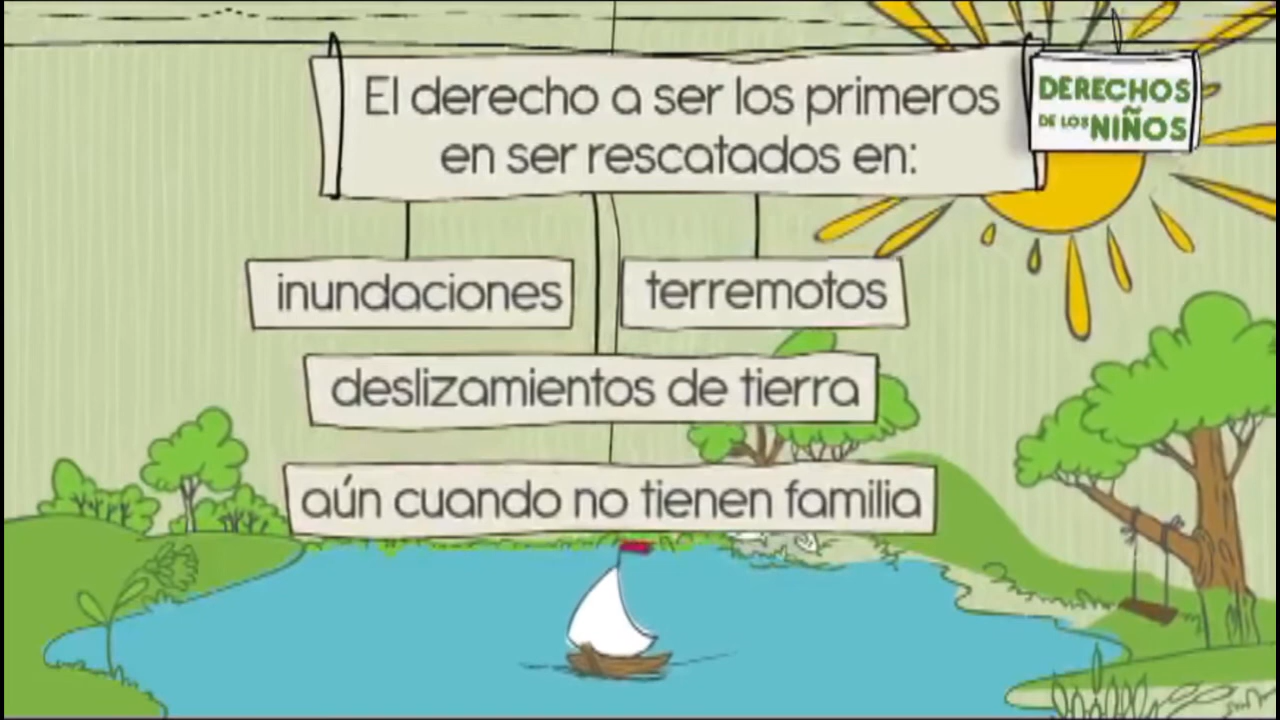 El derecho a ser los primeros
en ser rescatados en:
DERECHOS
DE LOS NIÑOS
inundaciones
terremotos
deslizamientos de tierra
aún cuando no tienen familia